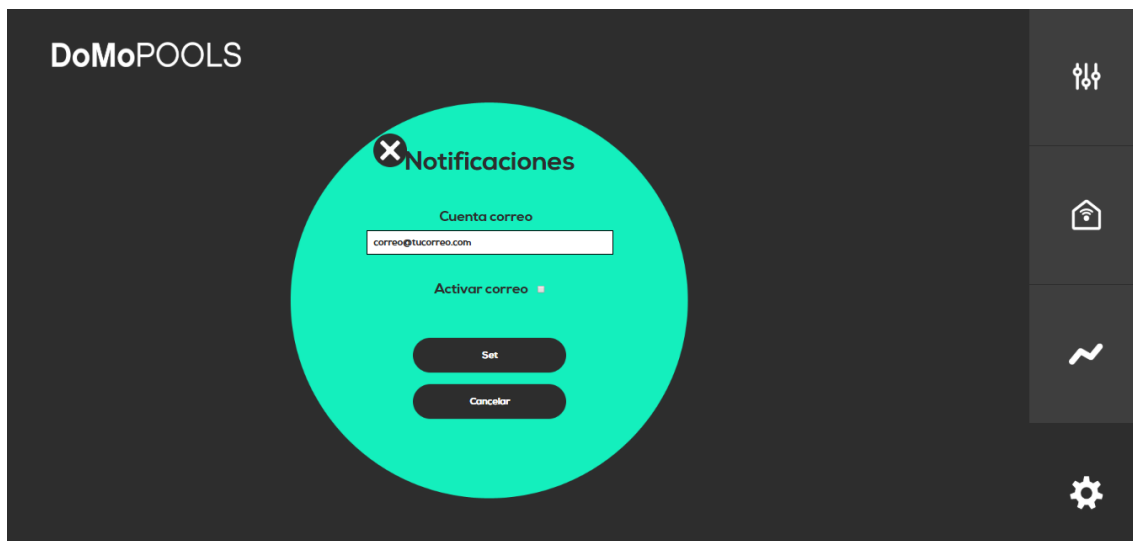 DoMoPOOLS
Notificaciones
Cuenta correo
correo@tucorreo.com
Activar correo
Set
Cancelar